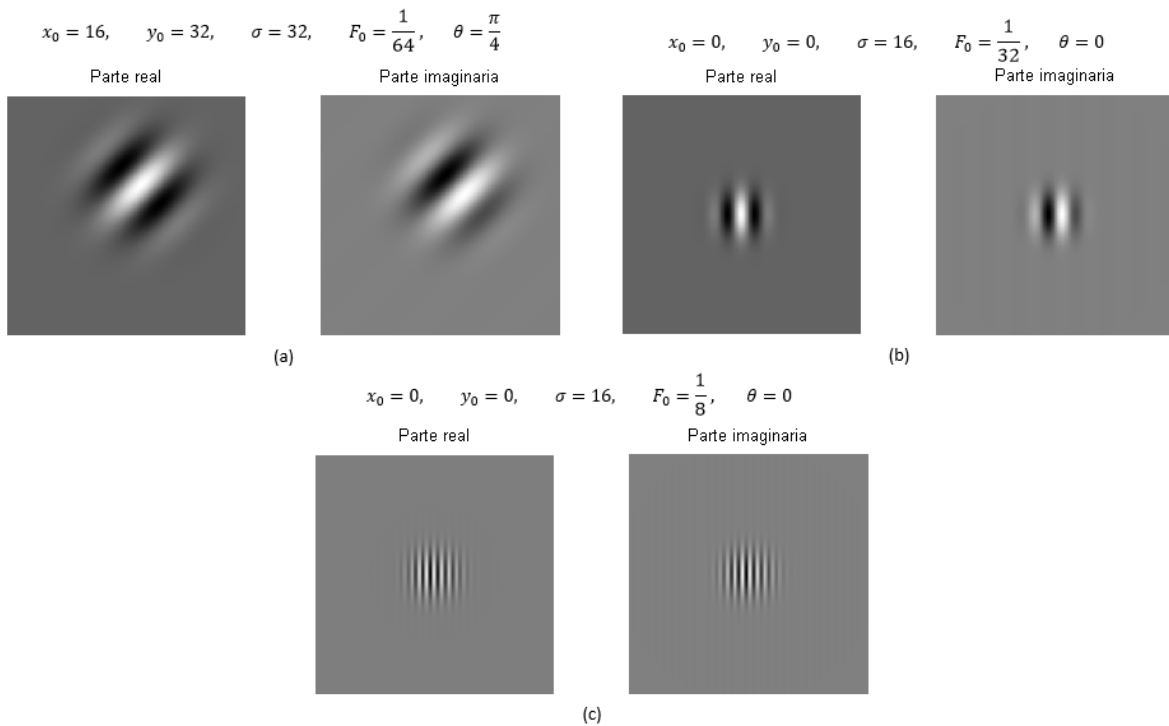 x₀ = 16, y₀ = 32, σ = 32, F₀ = 1/64, θ = π/4
Parte real Parte imaginaria
(a)
x₀ = 0, y₀ = 0, σ = 16, F₀ = 1/32, θ = 0
Parte real Parte imaginaria
(b)
x₀ = 0, y₀ = 0, σ = 16, F₀ = 1/8, θ = 0
Parte real Parte imaginaria
(c)